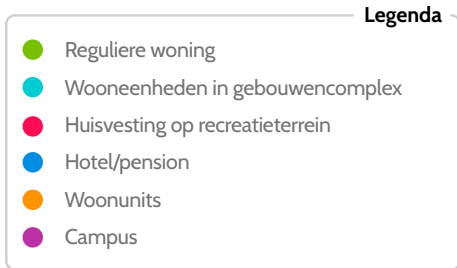 Legenda
Reguliere woning
Wooneenheden in gebouwencomplex
Huisvesting op recreatieterrein
Hotel/pension
Woonunits
Campus